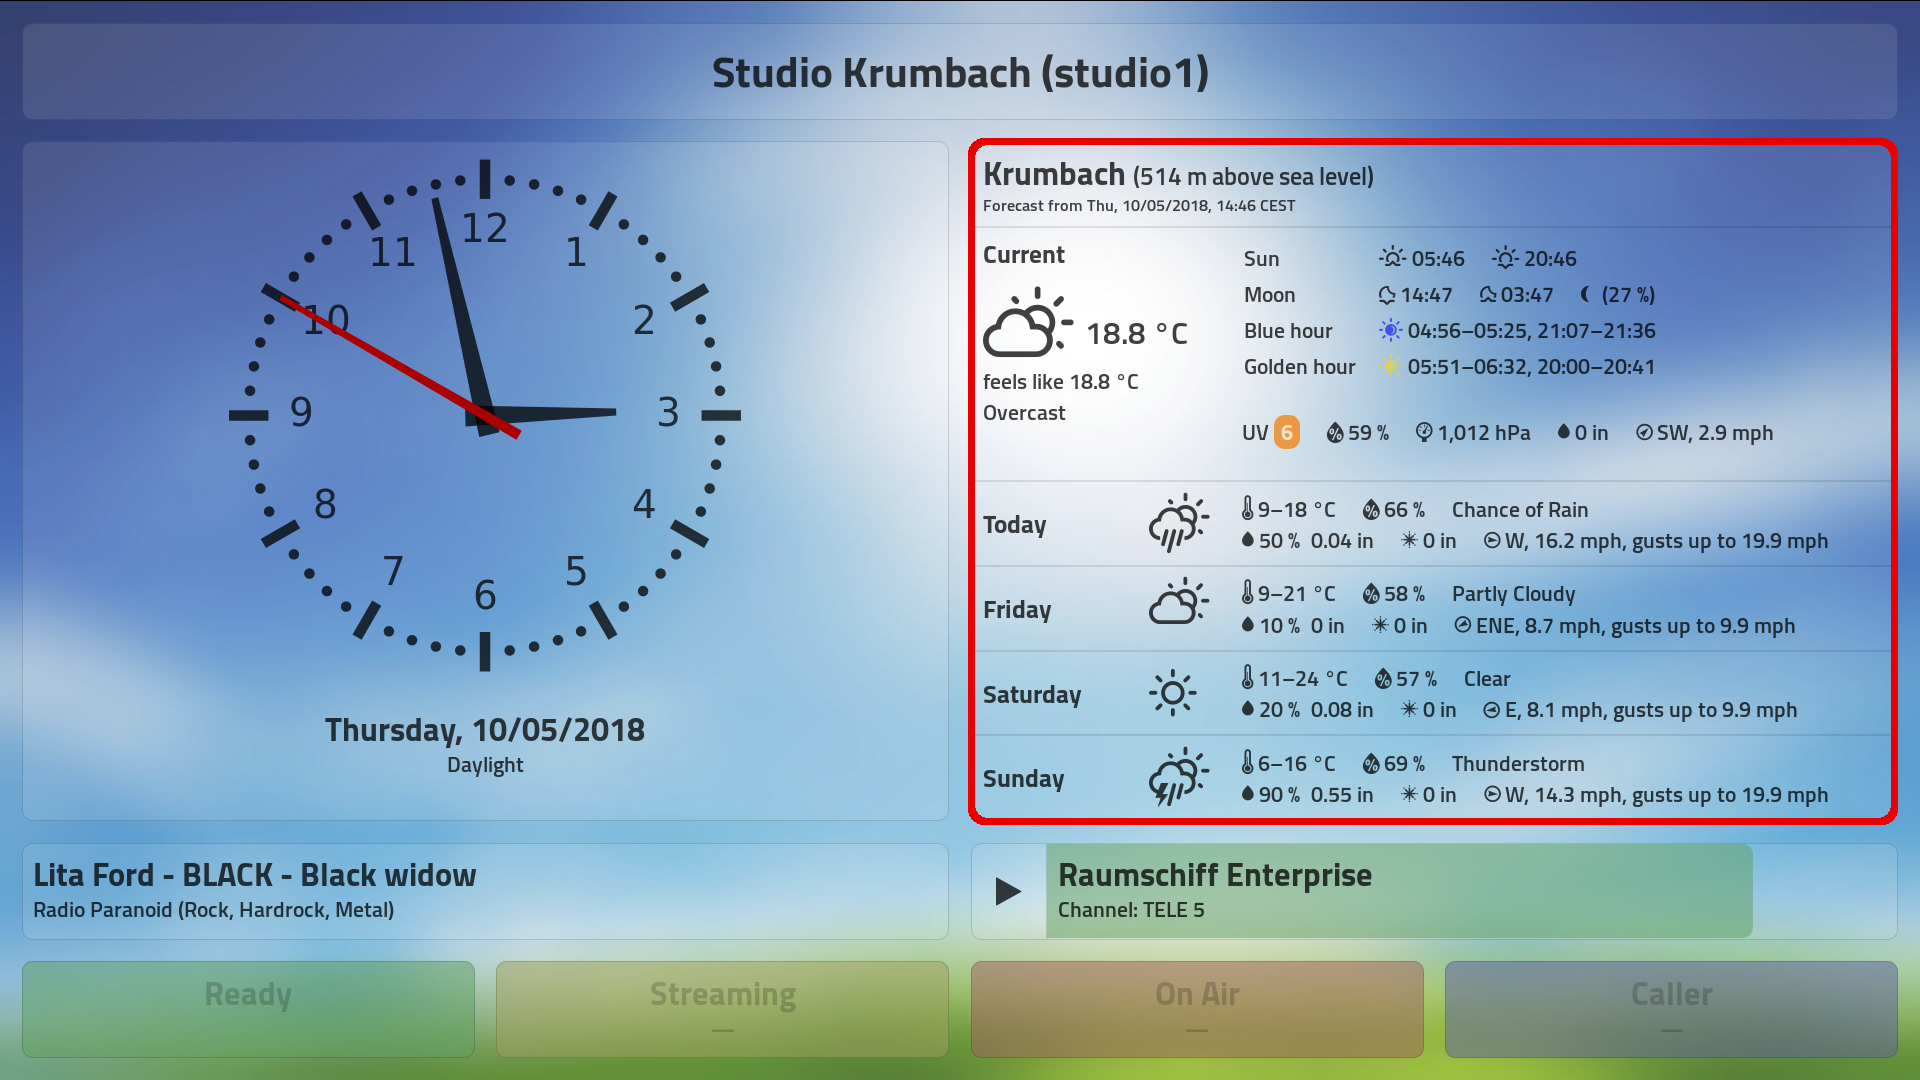 Studio Krumbach (studio1)
12
1
2
3
4
5
6
7
8
9
10
11
Thursday, 10/05/2018
Daylight
Krumbach (514 m above sea level)
Forecast from Thu, 10/05/2018, 14:46 CEST
Current
18.8 °C
feels like 18.8 °C
Overcast
Sun 05:46 20:46
Moon 14:47 03:47 (27 %)
Blue hour 04:56–05:25, 21:07–21:36
Golden hour 05:51–06:32, 20:00–20:41
UV 6 59 % 1,012 hPa 0 in SW, 2.9 mph
Today
9–18 °C 66 % Chance of Rain
50 % 0.04 in 0 in W, 16.2 mph, gusts up to 19.9 mph
Friday
9–21 °C 58 % Partly Cloudy
10 % 0 in 0 in ENE, 8.7 mph, gusts up to 9.9 mph
Saturday
11–24 °C 57 % Clear
20 % 0.08 in 0 in E, 8.1 mph, gusts up to 9.9 mph
Sunday
6–16 °C 69 % Thunderstorm
90 % 0.55 in 0 in W, 14.3 mph, gusts up to 19.9 mph
Lita Ford - BLACK - Black widow
Radio Paranoid (Rock, Hardrock, Metal)
Raumschiff Enterprise
Channel: TELE 5
Ready
Streaming
—
On Air
—
Caller
—